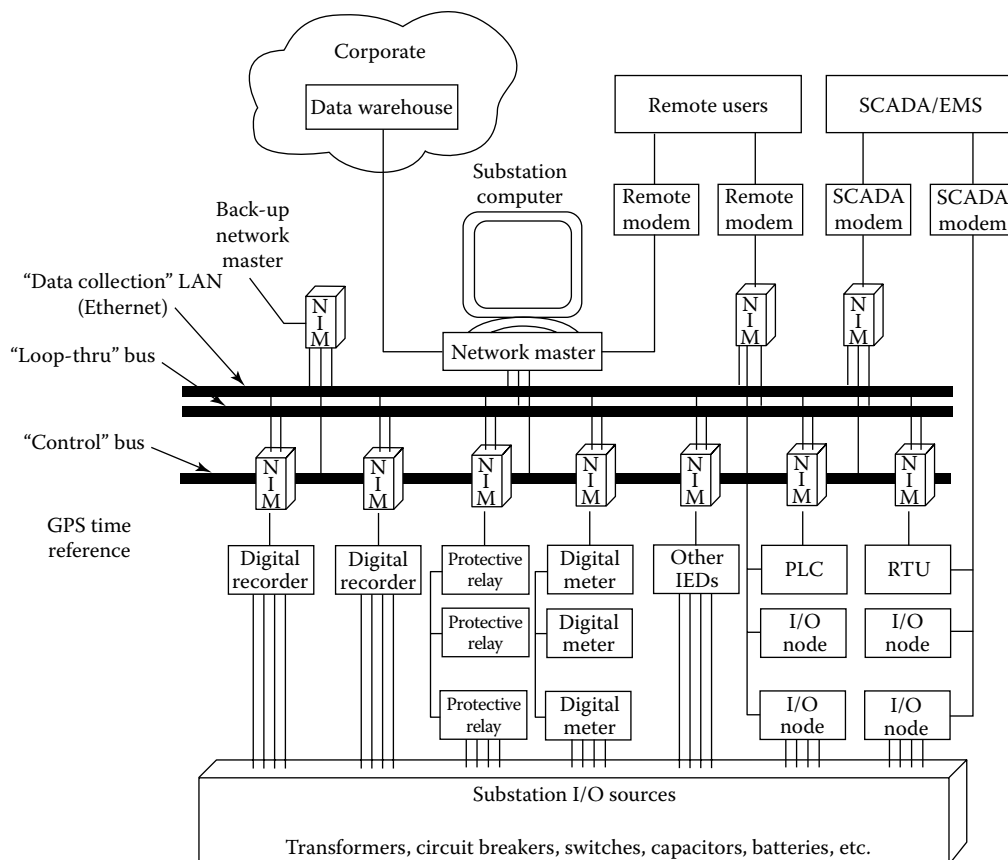 Corporate
Data warehouse
Remote users
SCADA/EMS
Substation
computer
Remote
modem
Remote
modem
SCADA
modem
SCADA
modem
Back-up
network
master
“Data collection” LAN
(Ethernet)
NIM
NIM
NIM
Network master
“Loop-thru” bus
“Control” bus
NIM
NIM
NIM
NIM
NIM
NIM
NIM
GPS time
reference
Digital
recorder
Digital
recorder
Protective
relay
Digital
meter
Other
IEDs
PLC
RTU
Protective
relay
Digital
meter
I/O
node
I/O
node
Protective
relay
Digital
meter
I/O
node
I/O
node
Substation I/O sources
Transformers, circuit breakers, switches, capacitors, batteries, etc.